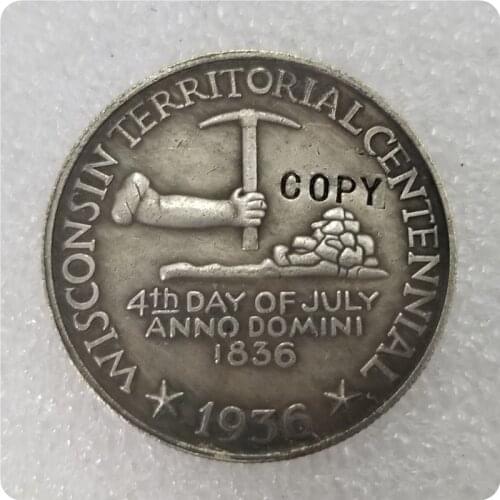 WISCONSIN TERRITORIAL CENTENNIAL
COPY
4th DAY OF JULY
ANNO DOMINI
1836
1936